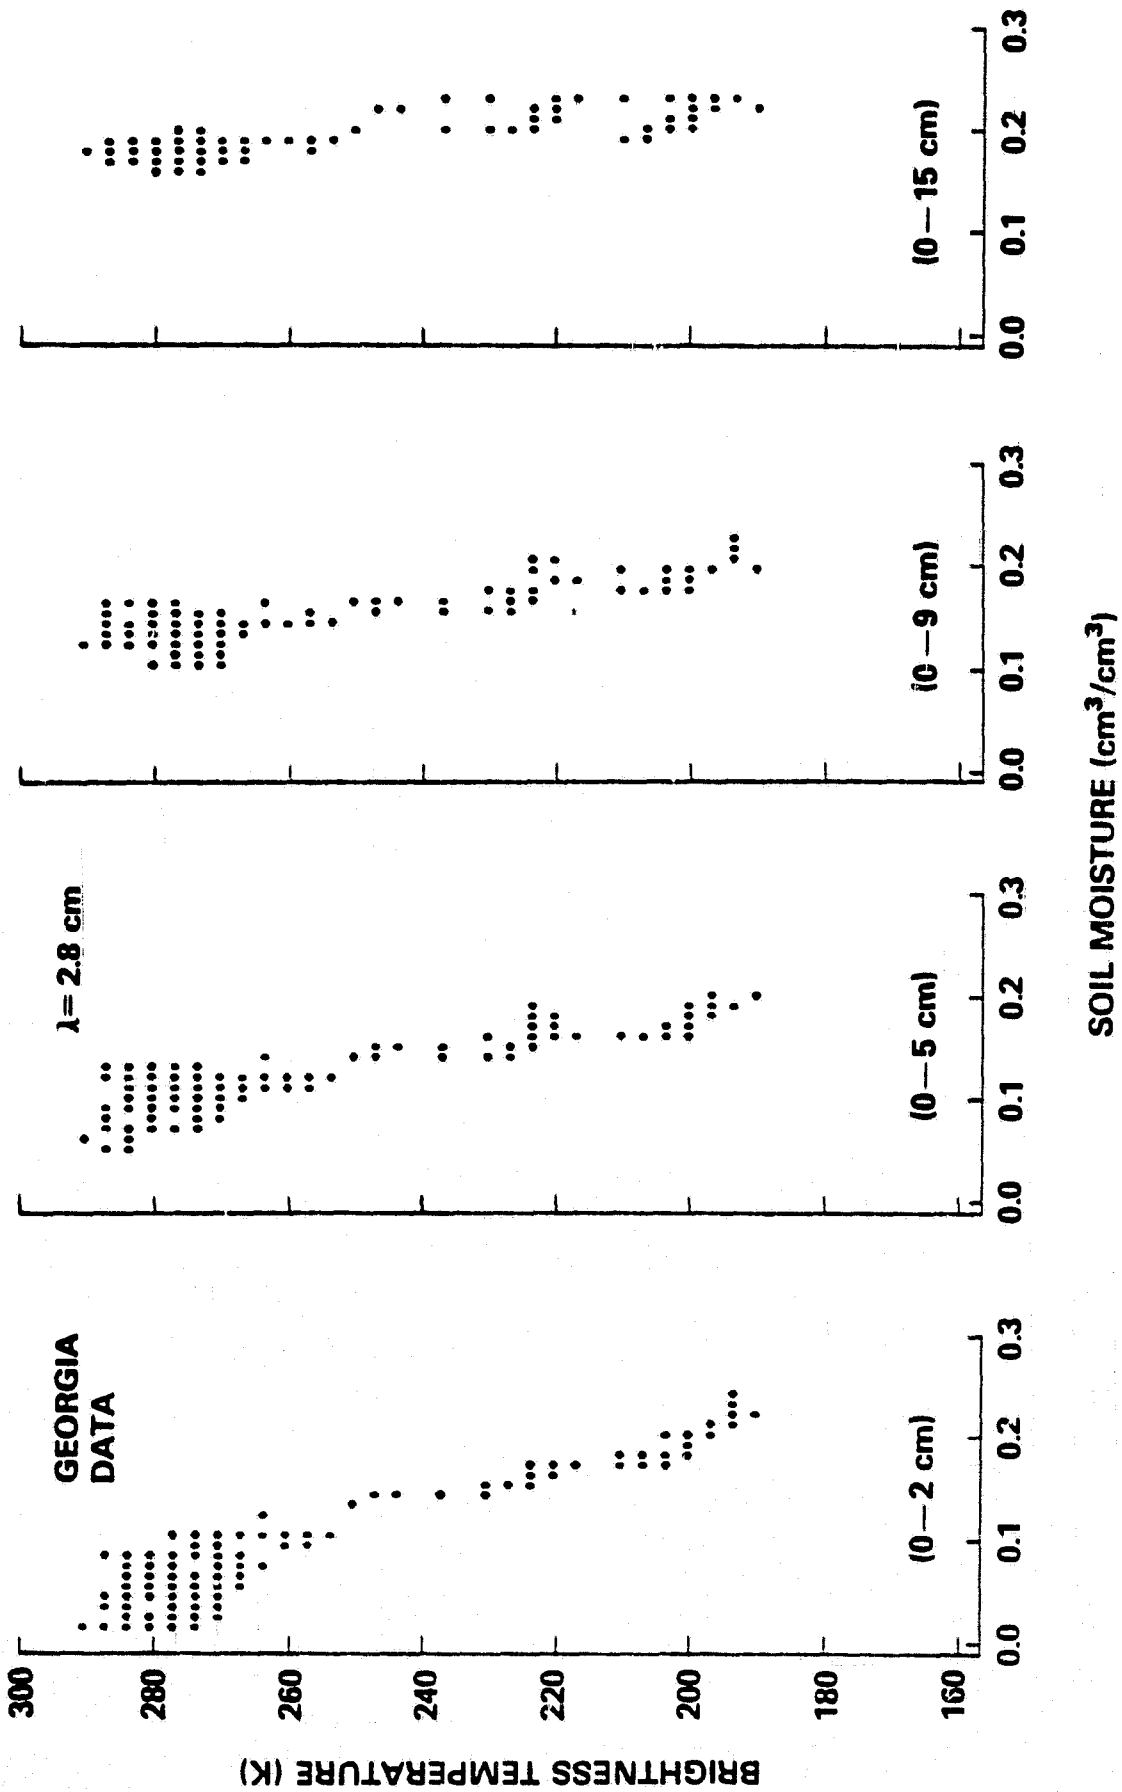 GEORGIA
DATA
λ= 2.8 cm
BRIGHTNESS TEMPERATURE (K)
300
280
260
240
220
200
180
160
(0—2 cm)
(0—5 cm)
(0—9 cm)
(0—15 cm)
0.0 0.1 0.2 0.3
0.0 0.1 0.2 0.3
0.0 0.1 0.2 0.3
0.0 0.1 0.2 0.3
SOIL MOISTURE (cm³/cm³)